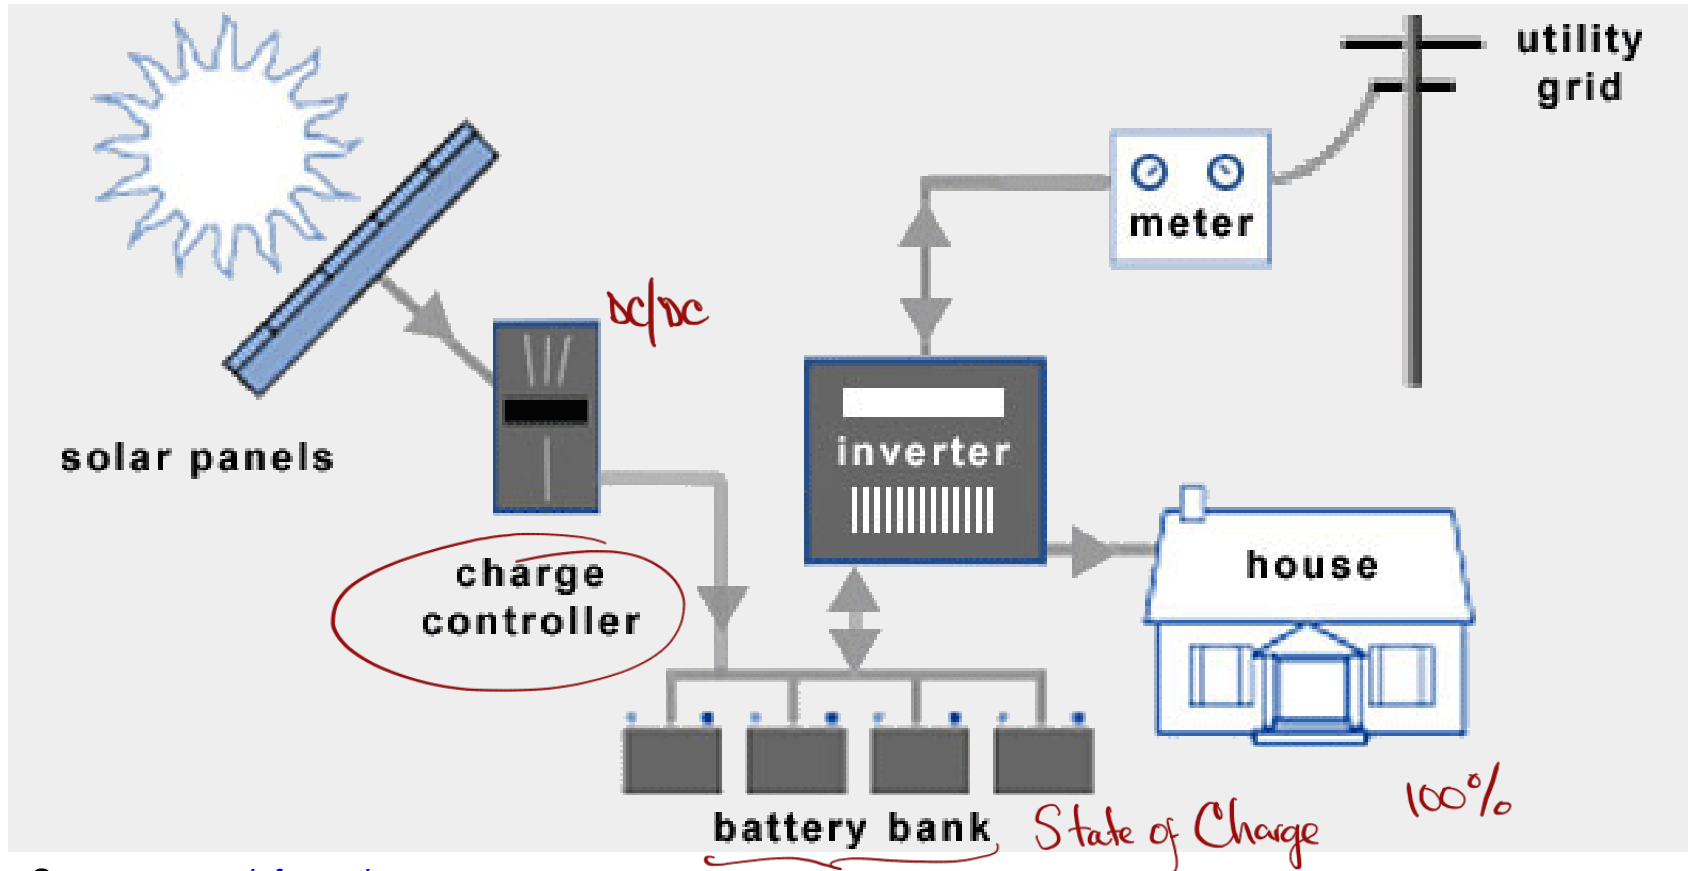 utility
grid
meter
DC/DC
inverter
solar panels
house
charge
controller
100%
battery bank
State of Charge